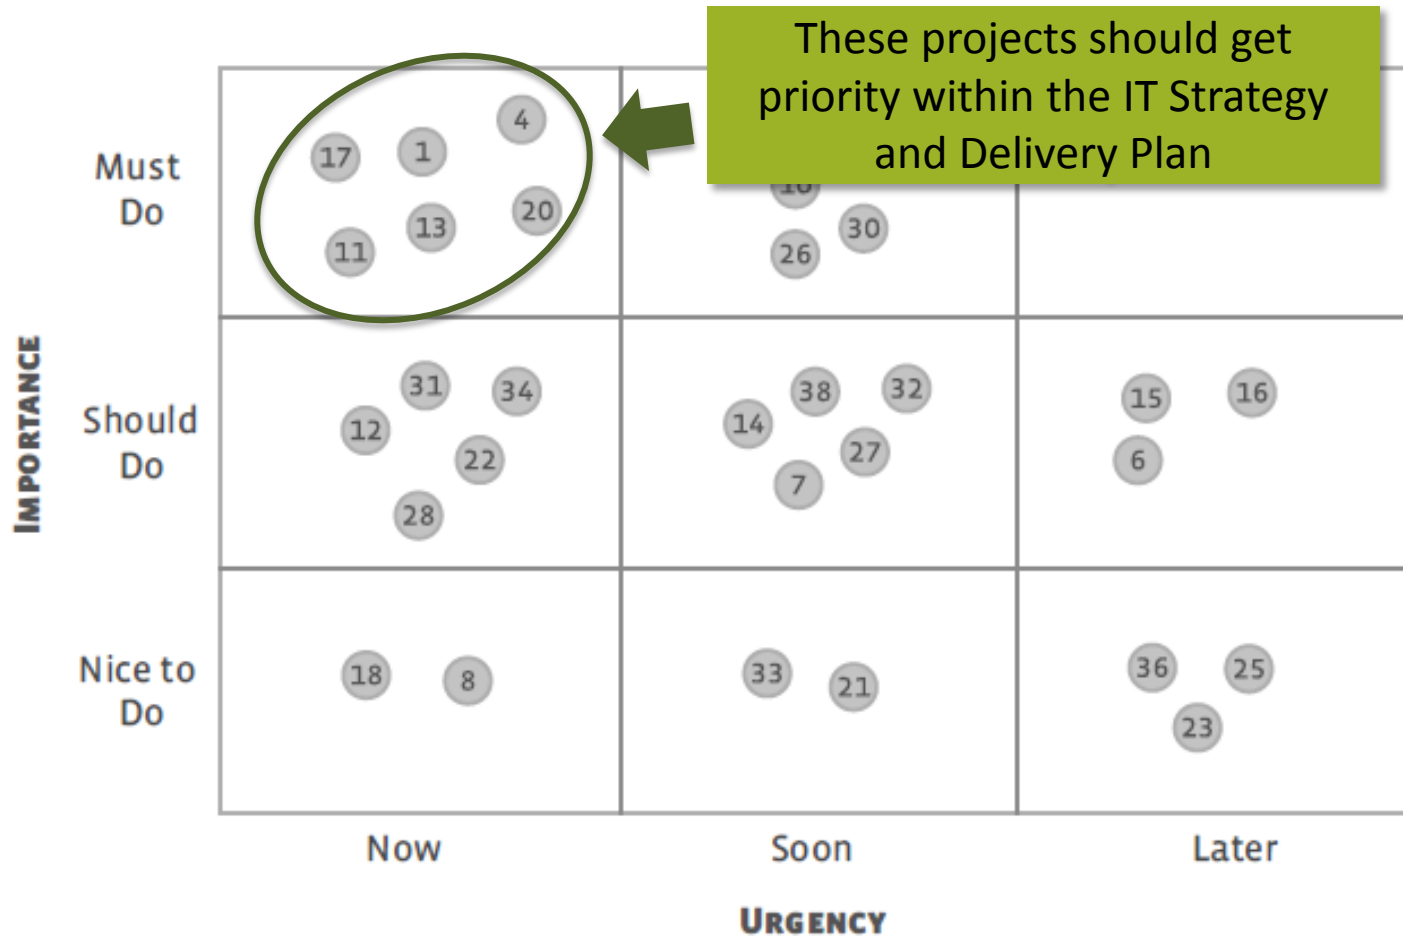 These projects should get
priority within the IT Strategy
and Delivery Plan
Must
Do
17
1
4
11
13
20
30
26
IMPORTANCE
Should
Do
31
34
12
22
28
38
32
14
27
7
15
16
6
Nice to
Do
18
8
33
21
36
25
23
Now
Soon
Later
URGENCY